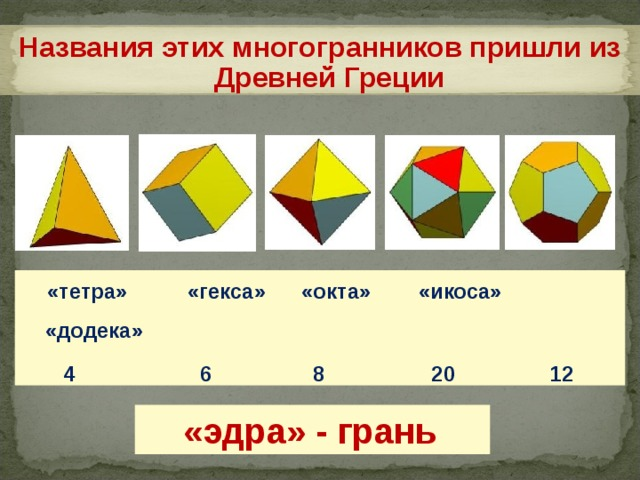 Названия этих многогранников пришли из
Древней Греции
«тетра» «гекса» «окта» «икоса»
«додека»
4 6 8 20 12
«эдра» - грань